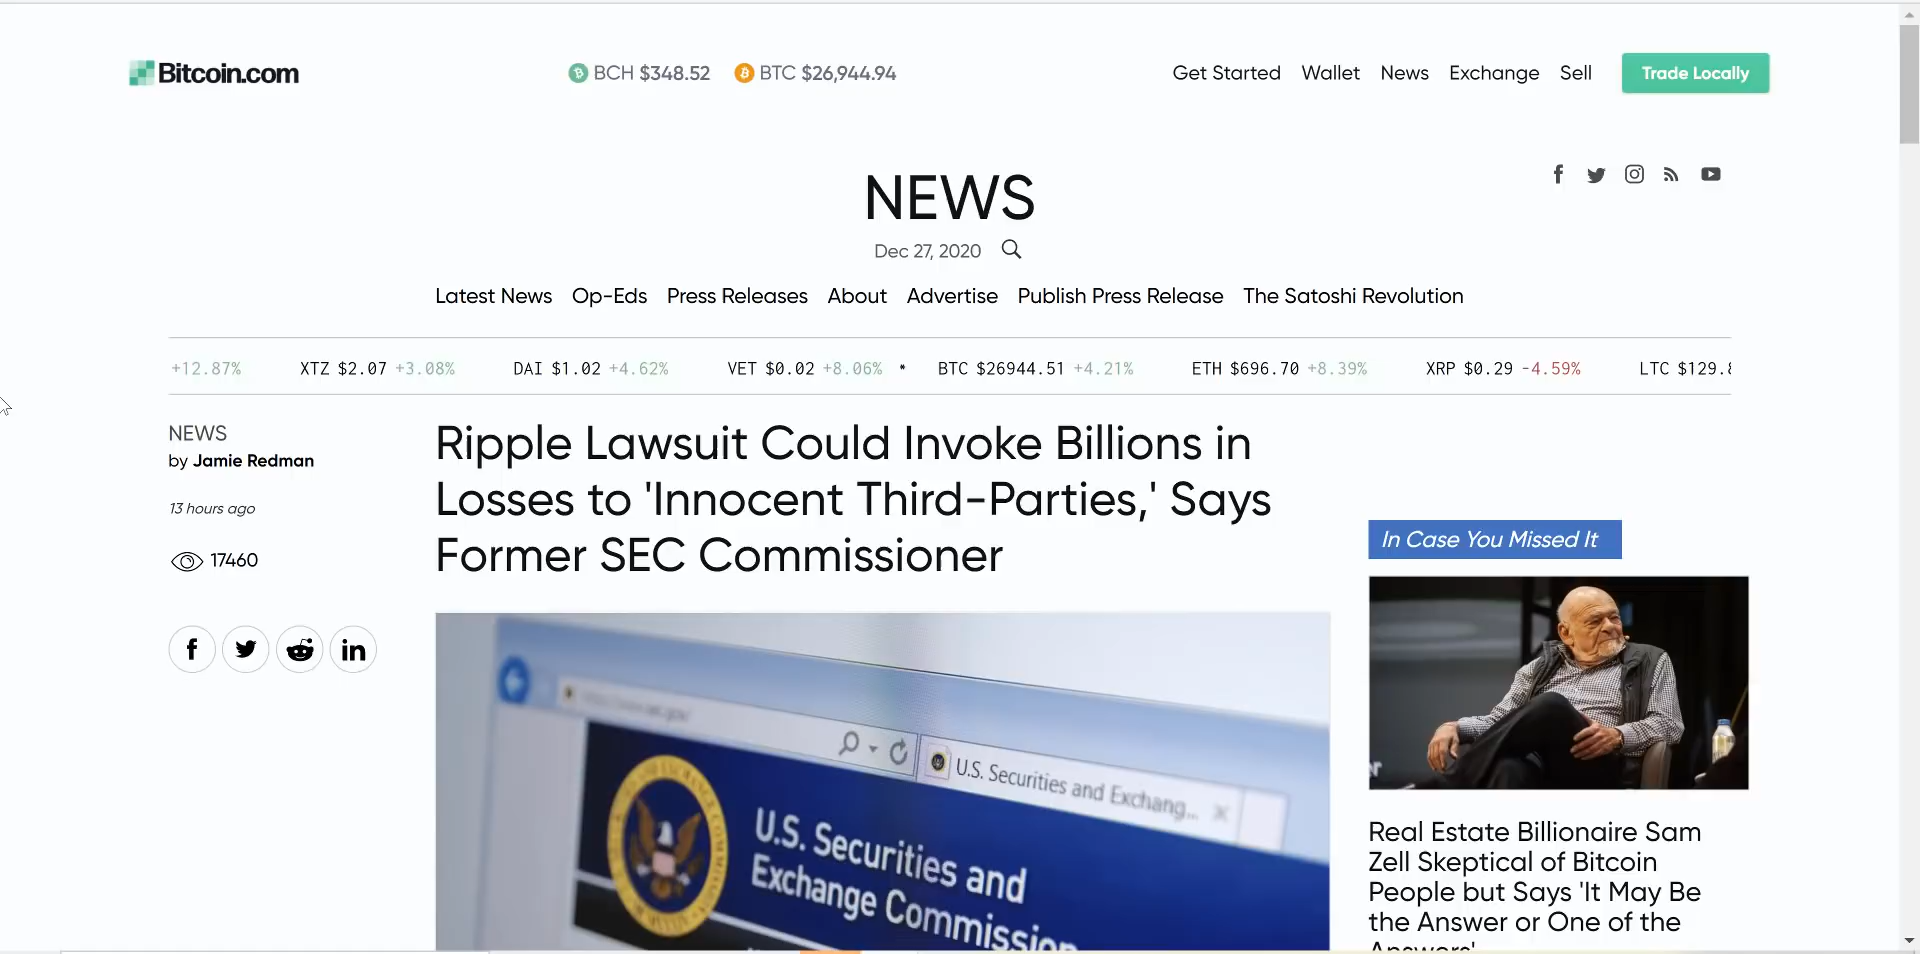 Bitcoin.com
BCH $348.52 BTC $26,944.94
Get Started Wallet News Exchange Sell Trade Locally
NEWS
Dec 27, 2020
Latest News Op-Eds Press Releases About Advertise Publish Press Release The Satoshi Revolution
+12.87% XTZ $2.07 +3.08% DAI $1.02 +4.62% VET $0.02 +8.06% * BTC $26944.51 +4.21% ETH $696.70 +8.39% XRP $0.29 -4.59% LTC $129.8
NEWS
by Jamie Redman
13 hours ago
17460
Ripple Lawsuit Could Invoke Billions in
Losses to 'Innocent Third-Parties,' Says
Former SEC Commissioner
U.S. Securities and Exchang...
U.S. Securities and
Exchange Commission
In Case You Missed It
Real Estate Billionaire Sam
Zell Skeptical of Bitcoin
People but Says 'It May Be
the Answer or One of the
Answers'